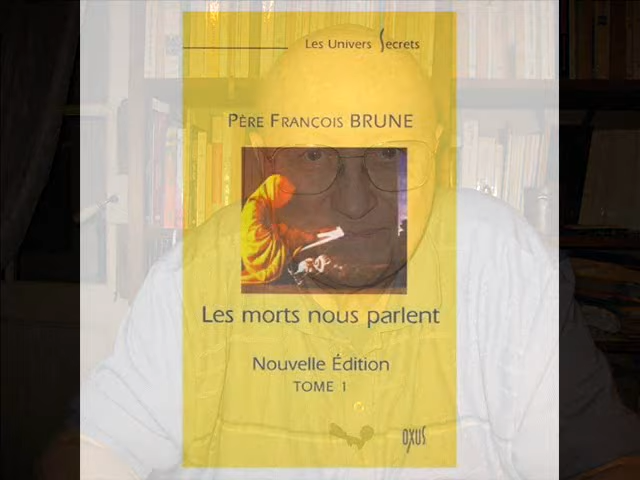 Les Univers Secrets
PÈRE FRANÇOIS BRUNE
Les morts nous parlent
Nouvelle Édition
TOME 1
OXUS